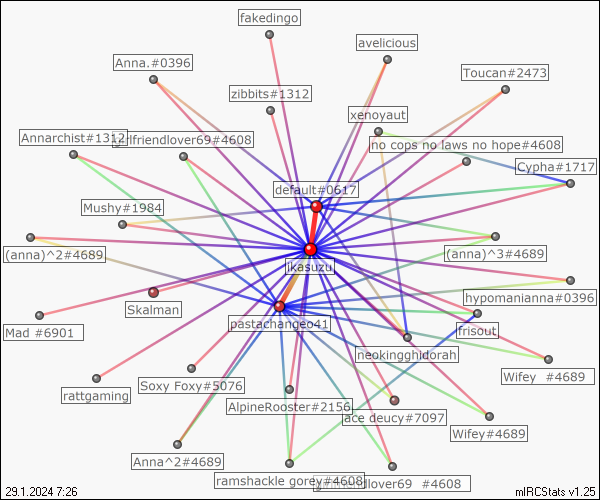 fakedingo
avelicious
Anna.#0396
Toucan#2473
zibbits#1312
xenoyaut
Annarchist#1312
girlfriendlover69#4608
no cops no laws no hope#4608
Cypha#1717
default#0617
Mushy#1984
(anna)^2#4689
(anna)^3#4689
jikasuzu
Skalman
hypomanianna#0396
pastachangeo41
Mad #6901
frisout
neokingghidorah
rattgaming
Soxy Foxy#5076
Wifey #4689
AlpineRooster#2156
ace deucy#7097
Wifey#4689
Anna^2#4689
ramshackle gorey#4608
girlfriendlover69 #4608
29.1.2024 7:26
mIRCStats v1.25